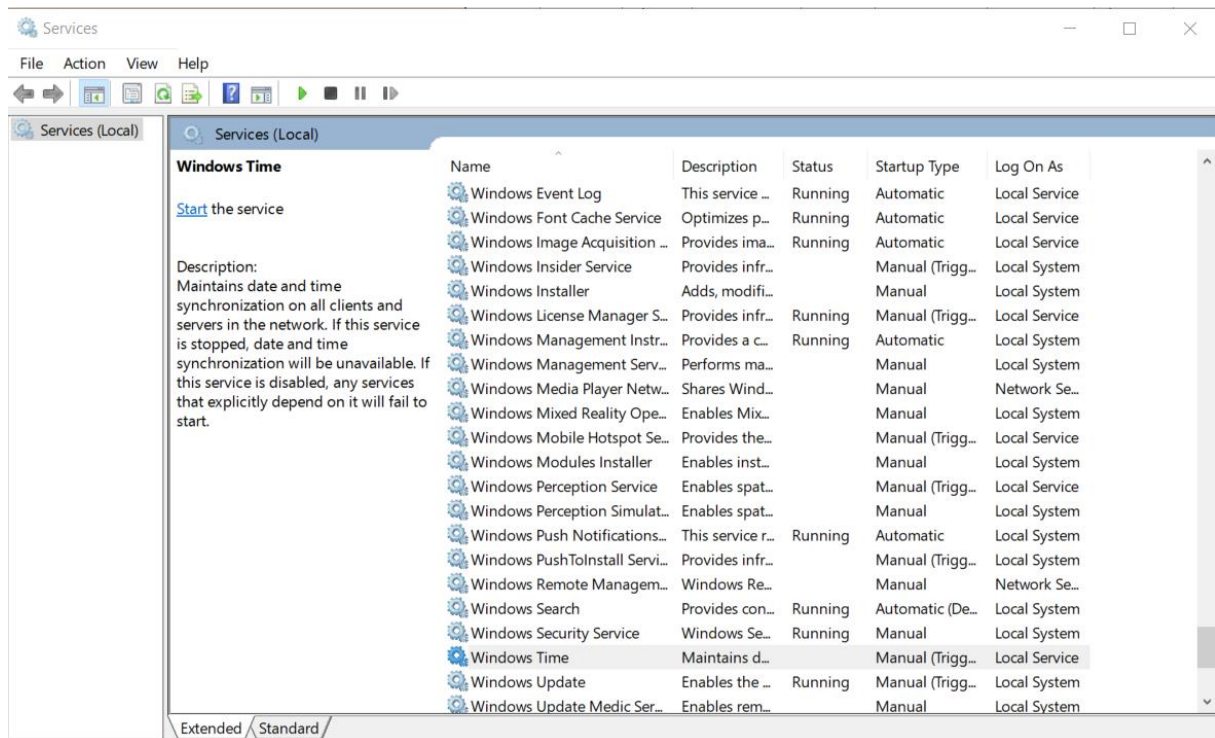 Services
File Action View Help
Services (Local)
Services (Local)
Windows Time
Start the service
Description:
Maintains date and time
synchronization on all clients and
servers in the network. If this service
is stopped, date and time
synchronization will be unavailable. If
this service is disabled, any services
that explicitly depend on it will fail to
start.
Name Description Status Startup Type Log On As
Windows Event Log This service ... Running Automatic Local Service
Windows Font Cache Service Optimizes p... Running Automatic Local Service
Windows Image Acquisition ... Provides ima... Running Automatic Local Service
Windows Insider Service Provides infr... Manual (Trigg... Local System
Windows Installer Adds, modifi... Manual Local System
Windows License Manager S... Provides infr... Running Manual (Trigg... Local Service
Windows Management Instr... Provides a c... Running Automatic Local System
Windows Management Serv... Performs ma... Manual Local System
Windows Media Player Netw... Shares Wind... Manual Network Se...
Windows Mixed Reality Ope... Enables Mix... Manual Local System
Windows Mobile Hotspot Se... Provides the... Manual (Trigg... Local Service
Windows Modules Installer Enables inst... Manual Local System
Windows Perception Service Enables spat... Manual (Trigg... Local Service
Windows Perception Simulat... Enables spat... Manual Local System
Windows Push Notifications... This service r... Running Automatic Local System
Windows PushToInstall Servi... Provides infr... Manual (Trigg... Local System
Windows Remote Managem... Windows Re... Manual Network Se...
Windows Search Provides con... Running Automatic (De... Local System
Windows Security Service Windows Se... Running Manual Local System
Windows Time Maintains d... Manual (Trigg... Local Service
Windows Update Enables the ... Running Manual (Trigg... Local System
Windows Update Medic Ser... Enables rem... Manual Local System
Extended Standard